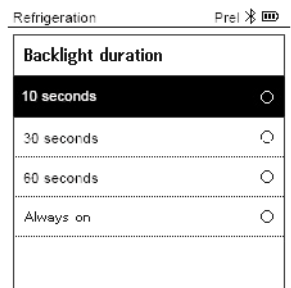 Refrigeration Prel
Backlight duration
10 seconds
30 seconds
60 seconds
Always on